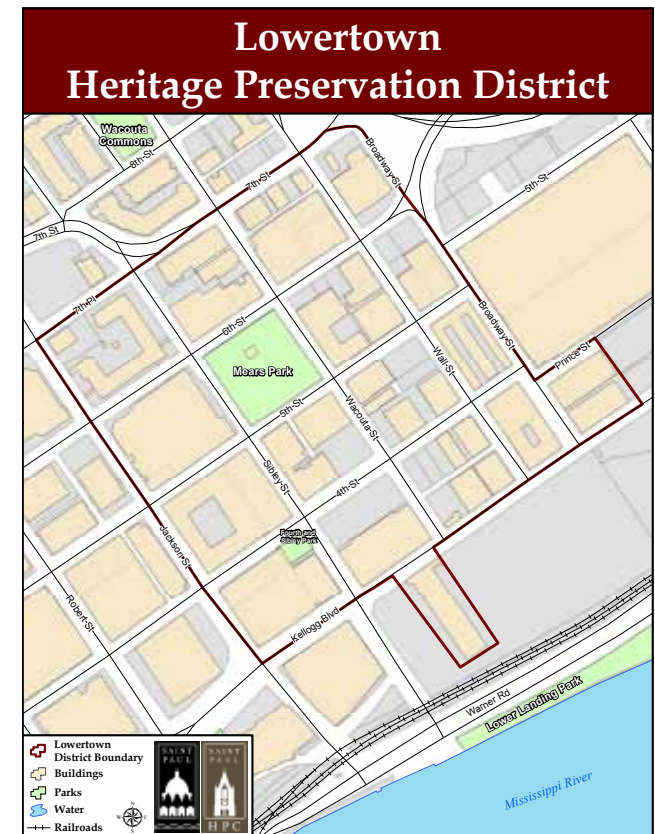 Lowertown
Heritage Preservation District
Wacouta
Commons
8th St
7th St
Broadway St
5th St
7th St
7th Pl
6th St
Mears Park
Broadway St
Prince St
Wall St
5th St
Wacouta St
Sibley St
4th St
Fourth and
Sibley Park
Jackson St
Robert St
Kellogg Blvd
Warner Rd
Lower Landing Park
Mississippi River
Lowertown
District Boundary
Buildings
Parks
Water
Railroads
N
W
E
S
SAINT
PAUL
SAINT
PAUL
HPC